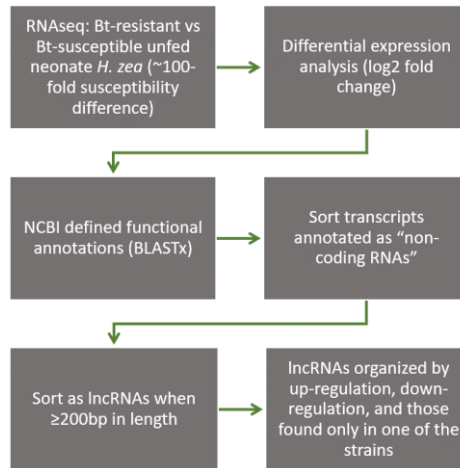 RNAseq: Bt-resistant vs
Bt-susceptible unfed
neonate H. zea (~100-
fold susceptibility
difference)
Differential expression
analysis (log2 fold
change)
NCBI defined functional
annotations (BLASTx)
Sort transcripts
annotated as “non-
coding RNAs”
Sort as lncRNAs when
≥200bp in length
lncRNAs organized by
up-regulation, down-
regulation, and those
found only in one of the
strains